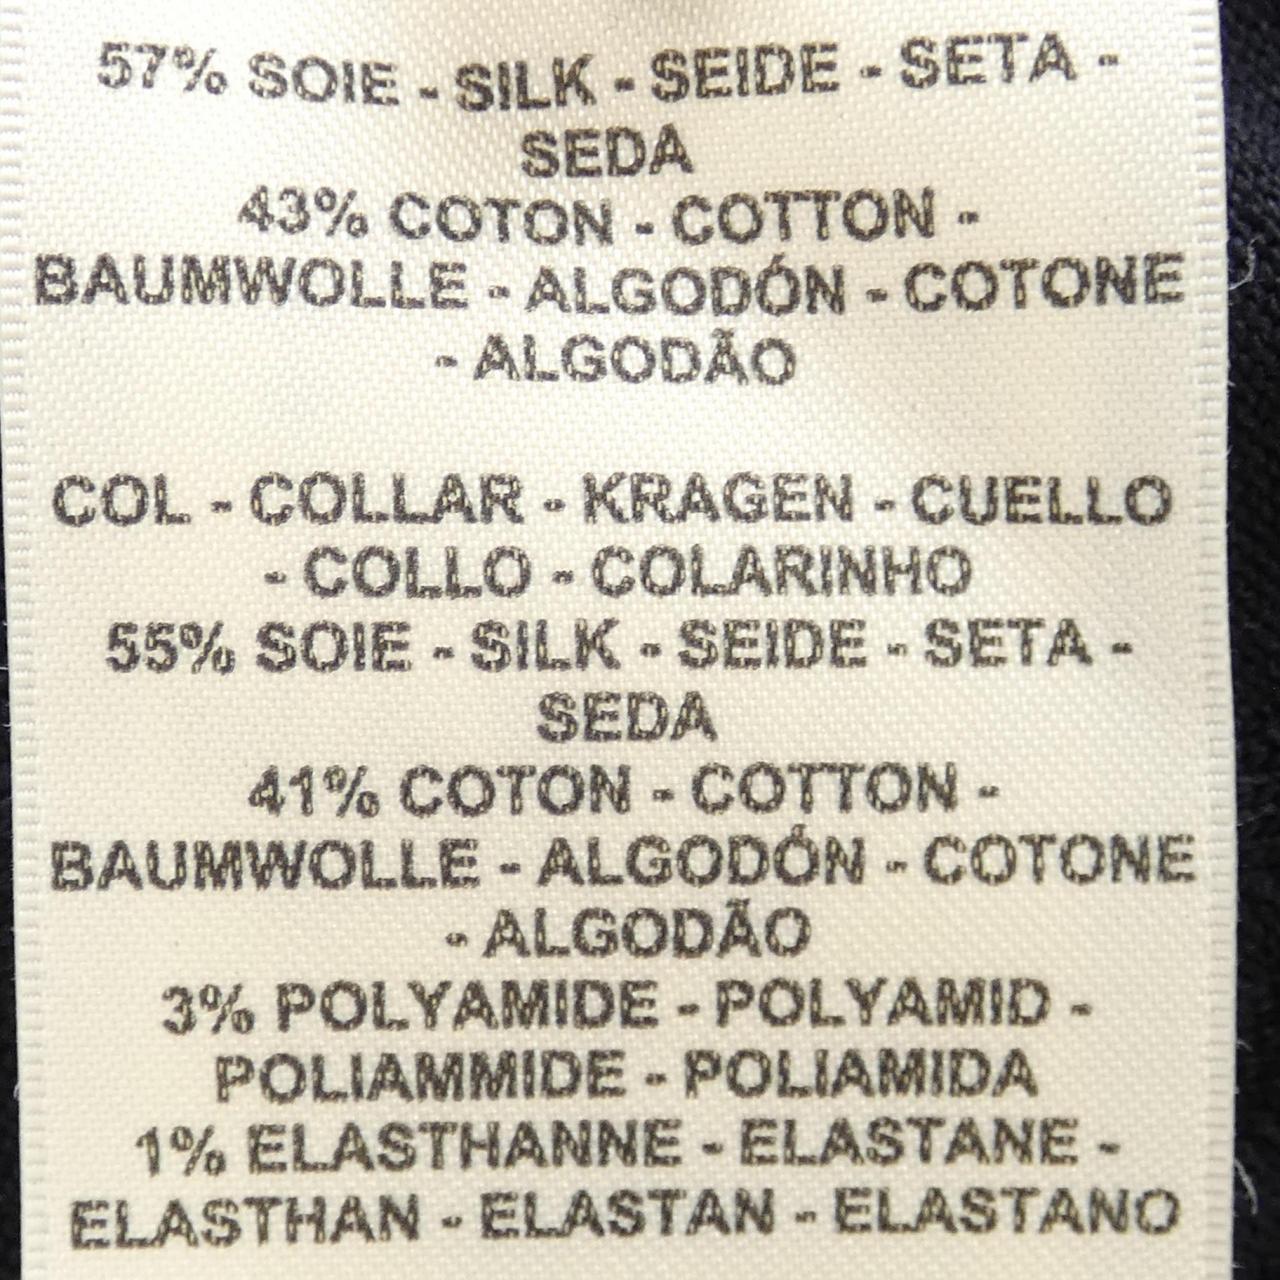 57% SOIE - SILK - SEIDE - SETA -
SEDA
43% COTON - COTTON -
BAUMWOLLE - ALGODÓN - COTONE
- ALGODÃO
COL - COLLAR - KRAGEN - CUELLO
- COLLO - COLARINHO
55% SOIE - SILK - SEIDE - SETA -
SEDA
41% COTON - COTTON -
BAUMWOLLE - ALGODÓN - COTONE
- ALGODÃO
3% POLYAMIDE - POLYAMID -
POLIAMMIDE - POLIAMIDA
1% ELASTHANNE - ELASTANE -
ELASTHAN - ELASTAN - ELASTANO